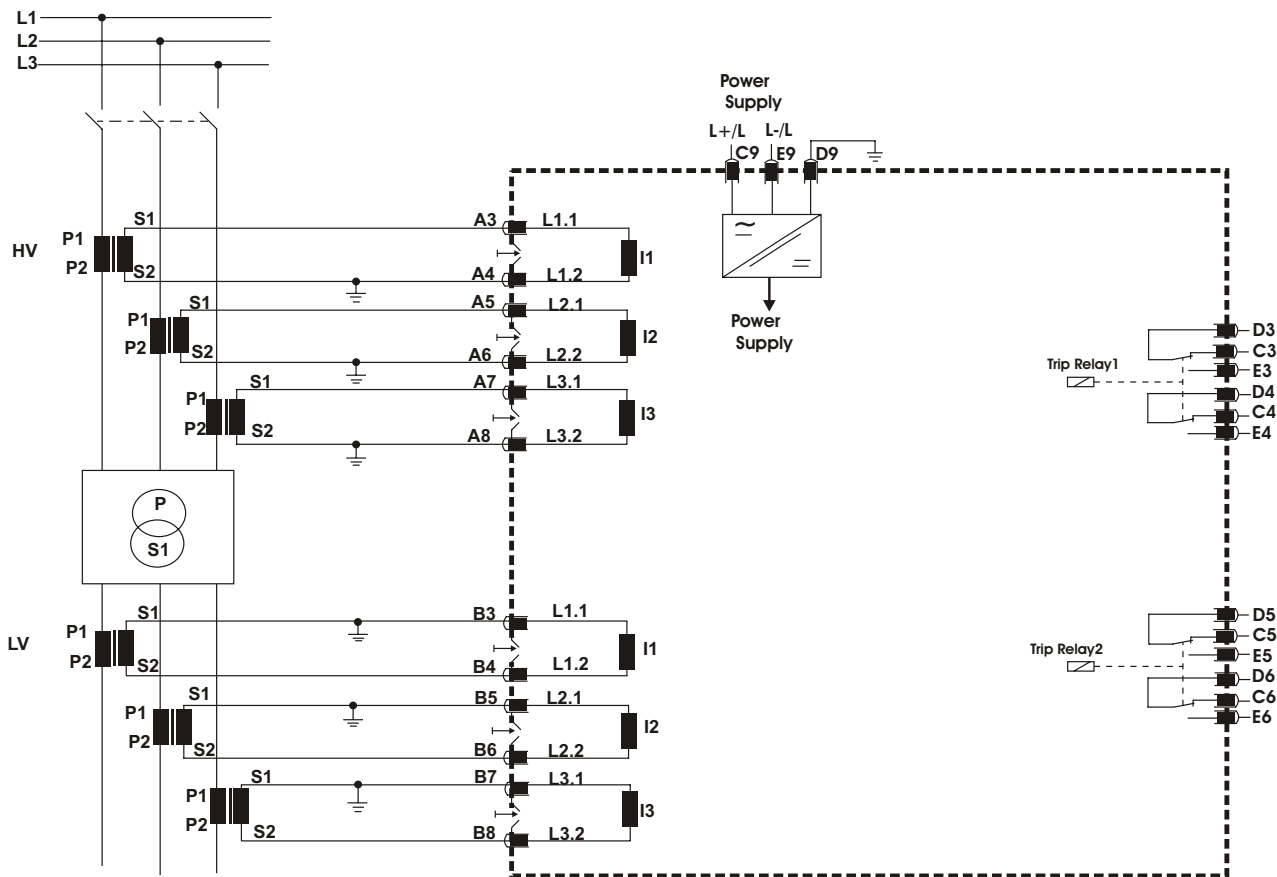 L1
L2
L3
Power
Supply
L+/L L-/L
C9 E9 D9
HV
P1
P2
S1
S2
A3 L1.1
A4 L1.2
I1
P1
P2
S1
S2
A5 L2.1
A6 L2.2
I2
P1
P2
S1
S2
A7 L3.1
A8 L3.2
I3
Power
Supply
Trip Relay1
D3
C3
E3
D4
C4
E4
P
S1
LV
P1
P2
S1
S2
B3 L1.1
B4 L1.2
I1
P1
P2
S1
S2
B5 L2.1
B6 L2.2
I2
P1
P2
S1
S2
B7 L3.1
B8 L3.2
I3
Trip Relay2
D5
C5
E5
D6
C6
E6